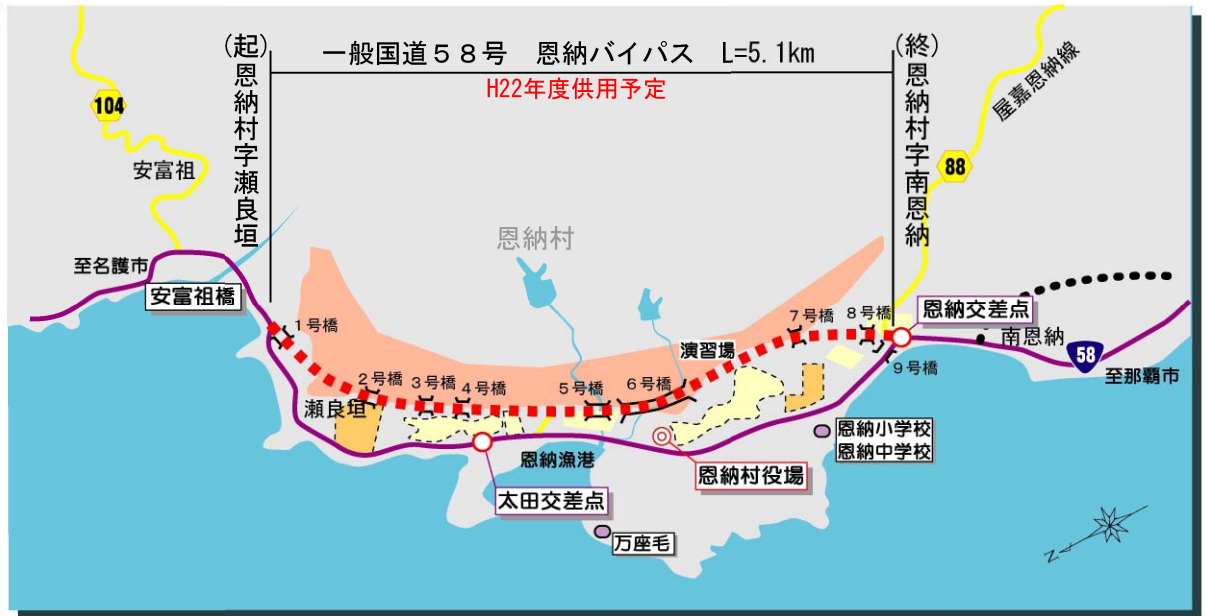 一般国道５８号　恩納バイパス　L=5.1km
H22年度供用予定
(起)恩納村字瀬良垣
(終)恩納村字南恩納
屋嘉恩納線
104
88
安富祖
恩納村
至名護市
安富祖橋
１号橋
７号橋
８号橋
恩納交差点
演習場
南恩納
58
９号橋
至那覇市
２号橋
３号橋
４号橋
５号橋
６号橋
瀬良垣
恩納漁港
恩納小学校
恩納中学校
恩納村役場
太田交差点
万座毛
N